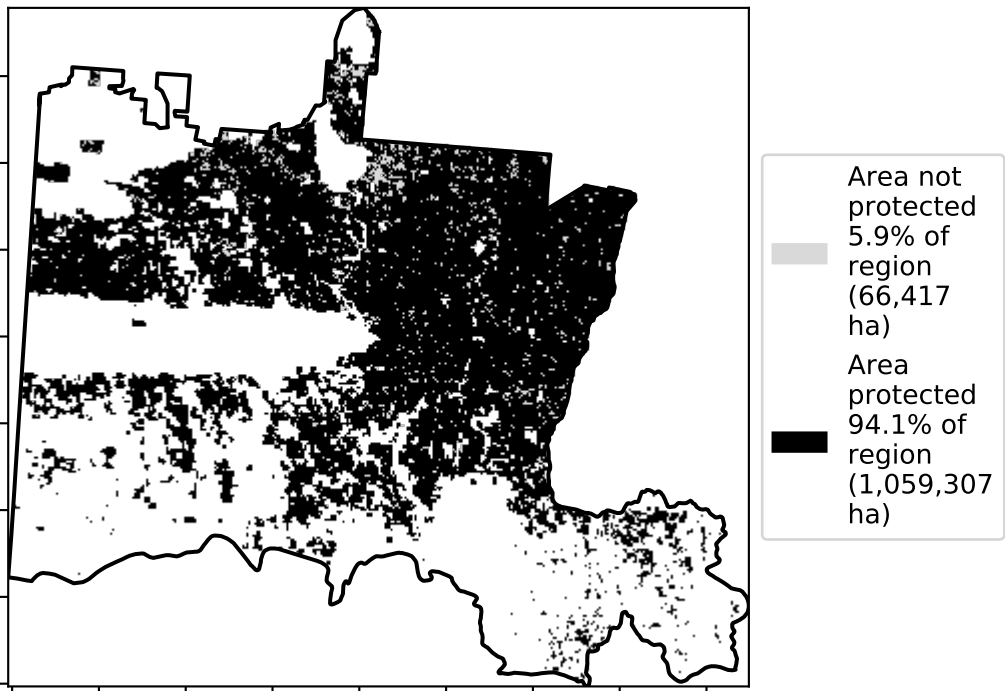 Area not
protected
5.9% of
region
(66,417
ha)
Area
protected
94.1% of
region
(1,059,307
ha)